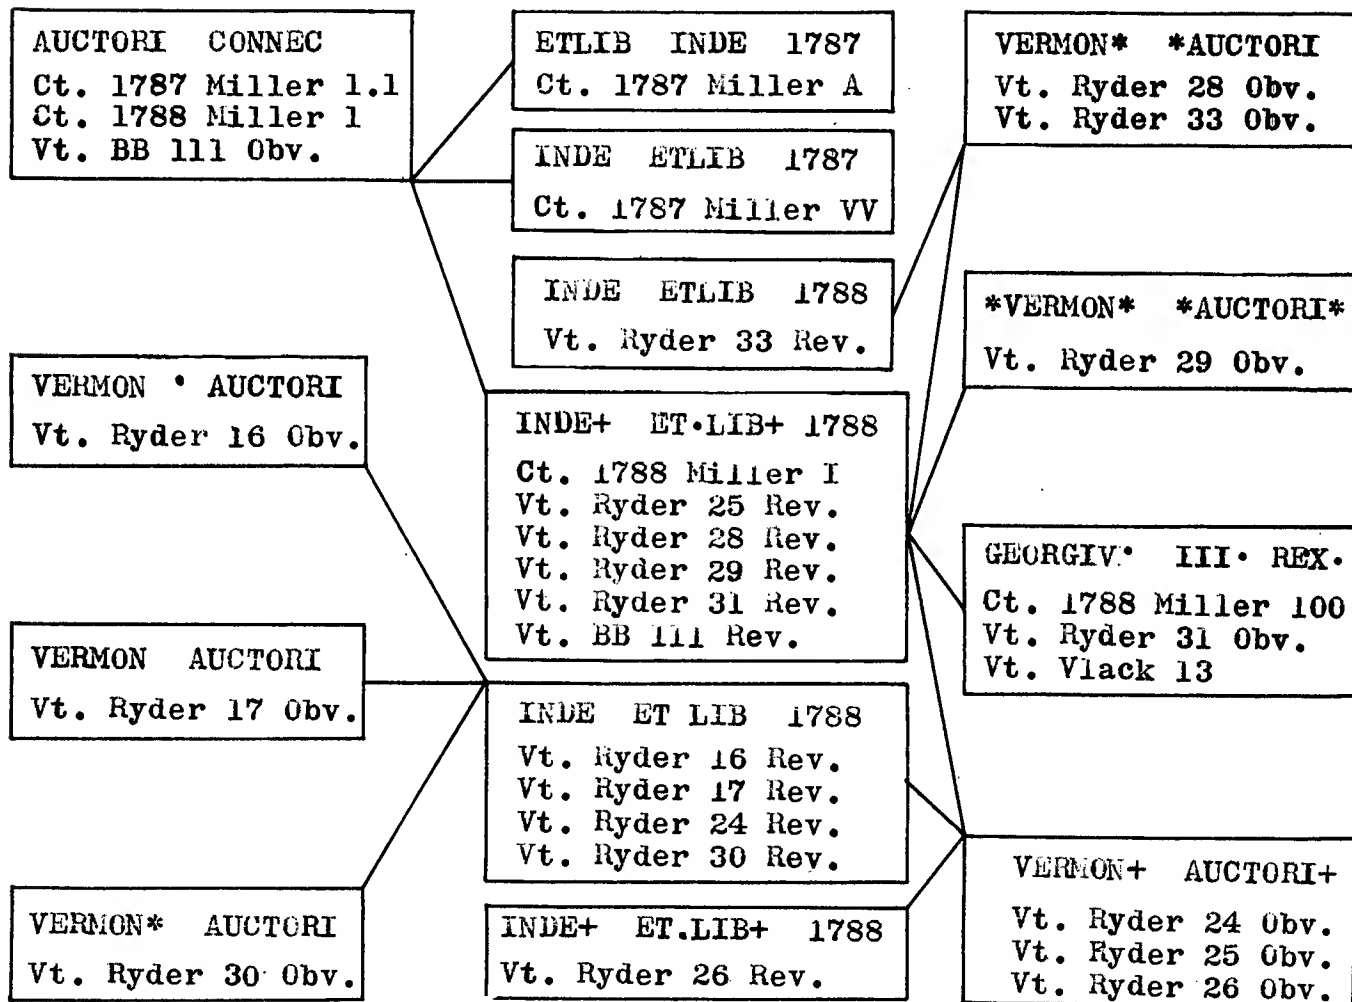 AUCTORI CONNEC
Ct. 1787 Miller 1.1
Ct. 1788 Miller 1
Vt. BB 111 Obv.
VERMON • AUCTORI
Vt. Ryder 16 Obv.
VERMON AUCTORI
Vt. Ryder 17 Obv.
VERMON* AUCTORI
Vt. Ryder 30 Obv.
ETLIB INDE 1787
Ct. 1787 Miller A
INDE ETLIB 1787
Ct. 1787 Miller VV
INDE ETLIB 1788
Vt. Ryder 33 Rev.
INDE+ ET•LIB+ 1788
Ct. 1788 Miller I
Vt. Ryder 25 Rev.
Vt. Ryder 28 Rev.
Vt. Ryder 29 Rev.
Vt. Ryder 31 Rev.
Vt. BB 111 Rev.
INDE ET LIB 1788
Vt. Ryder 16 Rev.
Vt. Ryder 17 Rev.
Vt. Ryder 24 Rev.
Vt. Ryder 30 Rev.
INDE+ ET.LIB+ 1788
Vt. Ryder 26 Rev.
VERMON* *AUCTORI
Vt. Ryder 28 Obv.
Vt. Ryder 33 Obv.
*VERMON* *AUCTORI*
Vt. Ryder 29 Obv.
GEORGIV• III• REX•
Ct. 1788 Miller 100
Vt. Ryder 31 Obv.
Vt. Vlack 13
VERMON+ AUCTORI+
Vt. Ryder 24 Obv.
Vt. Ryder 25 Obv.
Vt. Ryder 26 Obv.